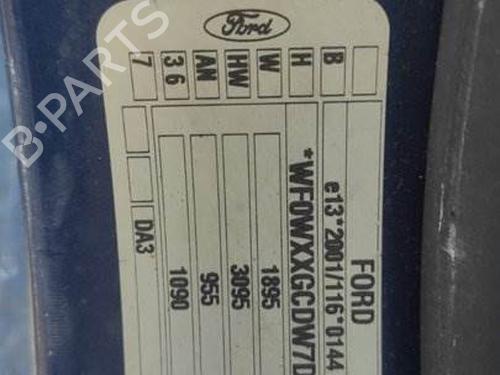 Ford
B H W HW AN 3 6 7
FORD
e13*2001/116*0144
*WF0WXXGCDW7D
1895
3095
955
1090
DA3
B-PARTS